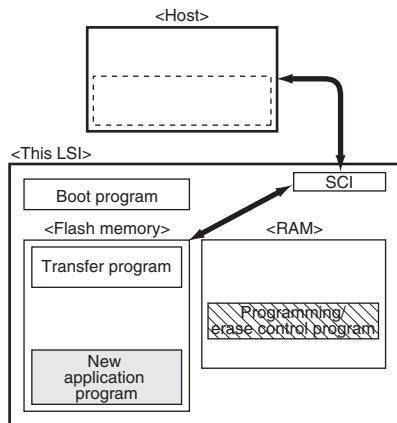 <Host>
<This LSI>
SCI
Boot program
<Flash memory>
<RAM>
Transfer program
Programming/
erase control program
New
application
program